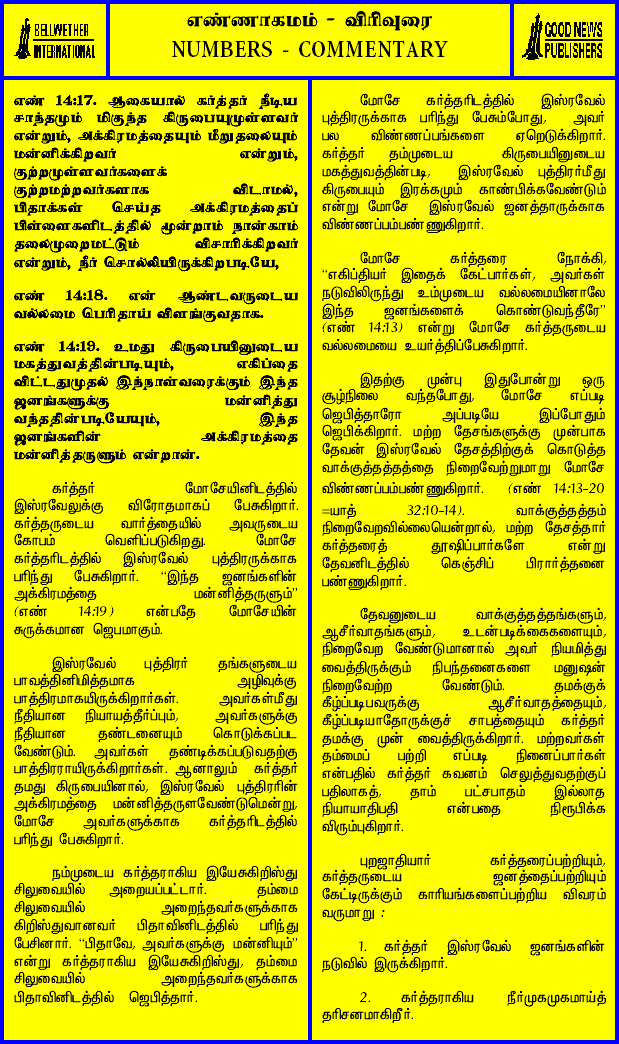 BELLWETHER
INTERNATIONAL
எண்ணாகமம் - விரிவுரை
NUMBERS - COMMENTARY
GOOD NEWS
PUBLISHERS
எண் 14:17. ஆகையால் கர்த்தர் நீடிய
சாந்தமும் மிகுந்த கிருபையுமுள்ளவர்
என்றும், அக்கிரமத்தையும் மீறுதலையும்
மன்னிக்கிறவர் என்றும்,
குற்றமுள்ளவர்களைக்
குற்றமற்றவர்களாக விடாமல்,
பிதாக்கள் செய்த அக்கிரமத்தைப்
பிள்ளைகளிடத்தில் மூன்றாம் நான்காம்
தலைமுறைமட்டும் விசாரிக்கிறவர்
என்றும், நீர் சொல்லியிருக்கிறபடியே,
எண் 14:18. என் ஆண்டவருடைய
வல்லமை பெரிதாய் விளங்குவதாக.
எண் 14:19. உமது கிருபையினுடைய
மகத்துவத்தின்படியும், எகிப்தை
விட்டதுமுதல் இந்நாள்வரைக்கும் இந்த
ஜனங்களுக்கு மன்னித்து
வந்ததின்படியேயும், இந்த
ஜனங்களின் அக்கிரமத்தை
மன்னித்தருளும் என்றான்.
கர்த்தர் மோசேயினிடத்தில்
இஸ்ரவேலுக்கு விரோதமாகப் பேசுகிறார்.
கர்த்தருடைய வார்த்தையில் அவருடைய
கோபம் வெளிப்படுகிறது. மோசே
கர்த்தரிடத்தில் இஸ்ரவேல் புத்திரருக்காக
பரிந்து பேசுகிறார். “இந்த ஜனங்களின்
அக்கிரமத்தை மன்னித்தருளும்”
(எண் 14:19) என்பதே மோசேயின்
சுருக்கமான ஜெபமாகும்.
இஸ்ரவேல் புத்திரர் தங்களுடைய
பாவத்தினிமித்தமாக அழிவுக்கு
பாத்திரமாகயிருக்கிறார்கள். அவர்கள்மீது
நீதியான நியாயத்தீர்ப்பும், அவர்களுக்கு
நீதியான தண்டனையும் கொடுக்கப்பட
வேண்டும். அவர்கள் தண்டிக்கப்படுவதற்கு
பாத்திரராயிருக்கிறார்கள். ஆனாலும் கர்த்தர்
தமது கிருபையினால், இஸ்ரவேல் புத்திரரின்
அக்கிரமத்தை மன்னித்தருளவேண்டுமென்று,
மோசே அவர்களுக்காக கர்த்தரிடத்தில்
பரிந்து பேசுகிறார்.
நம்முடைய கர்த்தராகிய இயேசுகிறிஸ்து
சிலுவையில் அறையப்பட்டார். தம்மை
சிலுவையில் அறைந்தவர்களுக்காக
கிறிஸ்துவானவர் பிதாவினிடத்தில் பரிந்து
பேசினார். “பிதாவே, அவர்களுக்கு மன்னியும்”
என்று கர்த்தராகிய இயேசுகிறிஸ்து, தம்மை
சிலுவையில் அறைந்தவர்களுக்காக
பிதாவினிடத்தில் ஜெபித்தார்.
மோசே கர்த்தரிடத்தில் இஸ்ரவேல்
புத்திரருக்காக பரிந்து பேசும்போது, அவர்
பல விண்ணப்பங்களை ஏறெடுக்கிறார்.
கர்த்தர் தம்முடைய கிருபையினுடைய
மகத்துவத்தின்படி, இஸ்ரவேல் புத்திரர்மீது
கிருபையும் இரக்கமும் காண்பிக்கவேண்டும்
என்று மோசே இஸ்ரவேல் ஜனத்தாருக்காக
விண்ணப்பம்பண்ணுகிறார்.
மோசே கர்த்தரை நோக்கி,
“எகிப்தியர் இதைக் கேட்பார்கள், அவர்கள்
நடுவிலிருந்து உம்முடைய வல்லமையினாலே
இந்த ஜனங்களைக் கொண்டுவந்தீரே”
(எண் 14:13) என்று மோசே கர்த்தருடைய
வல்லமையை உயர்த்திப்பேசுகிறார்.
இதற்கு முன்பு இதுபோன்று ஒரு
சூழ்நிலை வந்தபோது, மோசே எப்படி
ஜெபித்தாரோ அப்படியே இப்போதும்
ஜெபிக்கிறார். மற்ற தேசங்களுக்கு முன்பாக
தேவன் இஸ்ரவேல் தேசத்திற்குக் கொடுத்த
வாக்குத்தத்தத்தை நிறைவேற்றுமாறு மோசே
விண்ணப்பம்பண்ணுகிறார். (எண் 14:13-20
=யாத் 32:10-14). வாக்குத்தத்தம்
நிறைவேறவில்லையென்றால், மற்ற தேசத்தார்
கர்த்தரைத் தூஷிப்பார்களே என்று
தேவனிடத்தில் கெஞ்சிப் பிரார்த்தனை
பண்ணுகிறார்.
தேவனுடைய வாக்குத்தத்தங்களும்,
ஆசீர்வாதங்களும், உடன்படிக்கைகளையும்,
நிறைவேற வேண்டுமானால் அவர் நியமித்து
வைத்திருக்கும் நிபந்தனைகளை மனுஷன்
நிறைவேற்ற வேண்டும். தமக்குக்
கீழ்ப்படிபவருக்கு ஆசீர்வாதத்தையும்,
கீழ்ப்படியாதோருக்குச் சாபத்தையும் கர்த்தர்
தமக்கு முன் வைத்திருக்கிறார். மற்றவர்கள்
தம்மைப் பற்றி எப்படி நினைப்பார்கள்
என்பதில் கர்த்தர் கவனம் செலுத்துவதற்குப்
பதிலாகத், தாம் பட்சபாதம் இல்லாத
நியாயாதிபதி என்பதை நிரூபிக்க
விரும்புகிறார்.
புறஜாதியார் கர்த்தரைப்பற்றியும்,
கர்த்தருடைய ஜனத்தைப்பற்றியும்
கேட்டிருக்கும் காரியங்களைப்பற்றிய விவரம்
வருமாறு :
1. கர்த்தர் இஸ்ரவேல் ஜனங்களின்
நடுவில் இருக்கிறார்.
2. கர்த்தராகிய நீர்முகமுகமாய்த்
தரிசனமாகிறீர்.